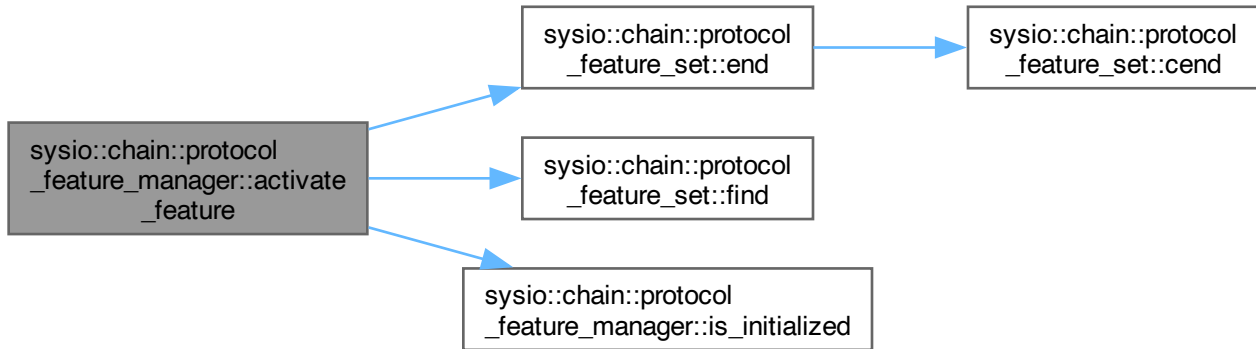 sysio::chain::protocol
_feature_manager::activate
_feature
sysio::chain::protocol
_feature_set::end
sysio::chain::protocol
_feature_set::cend
sysio::chain::protocol
_feature_set::find
sysio::chain::protocol
_feature_manager::is_initialized